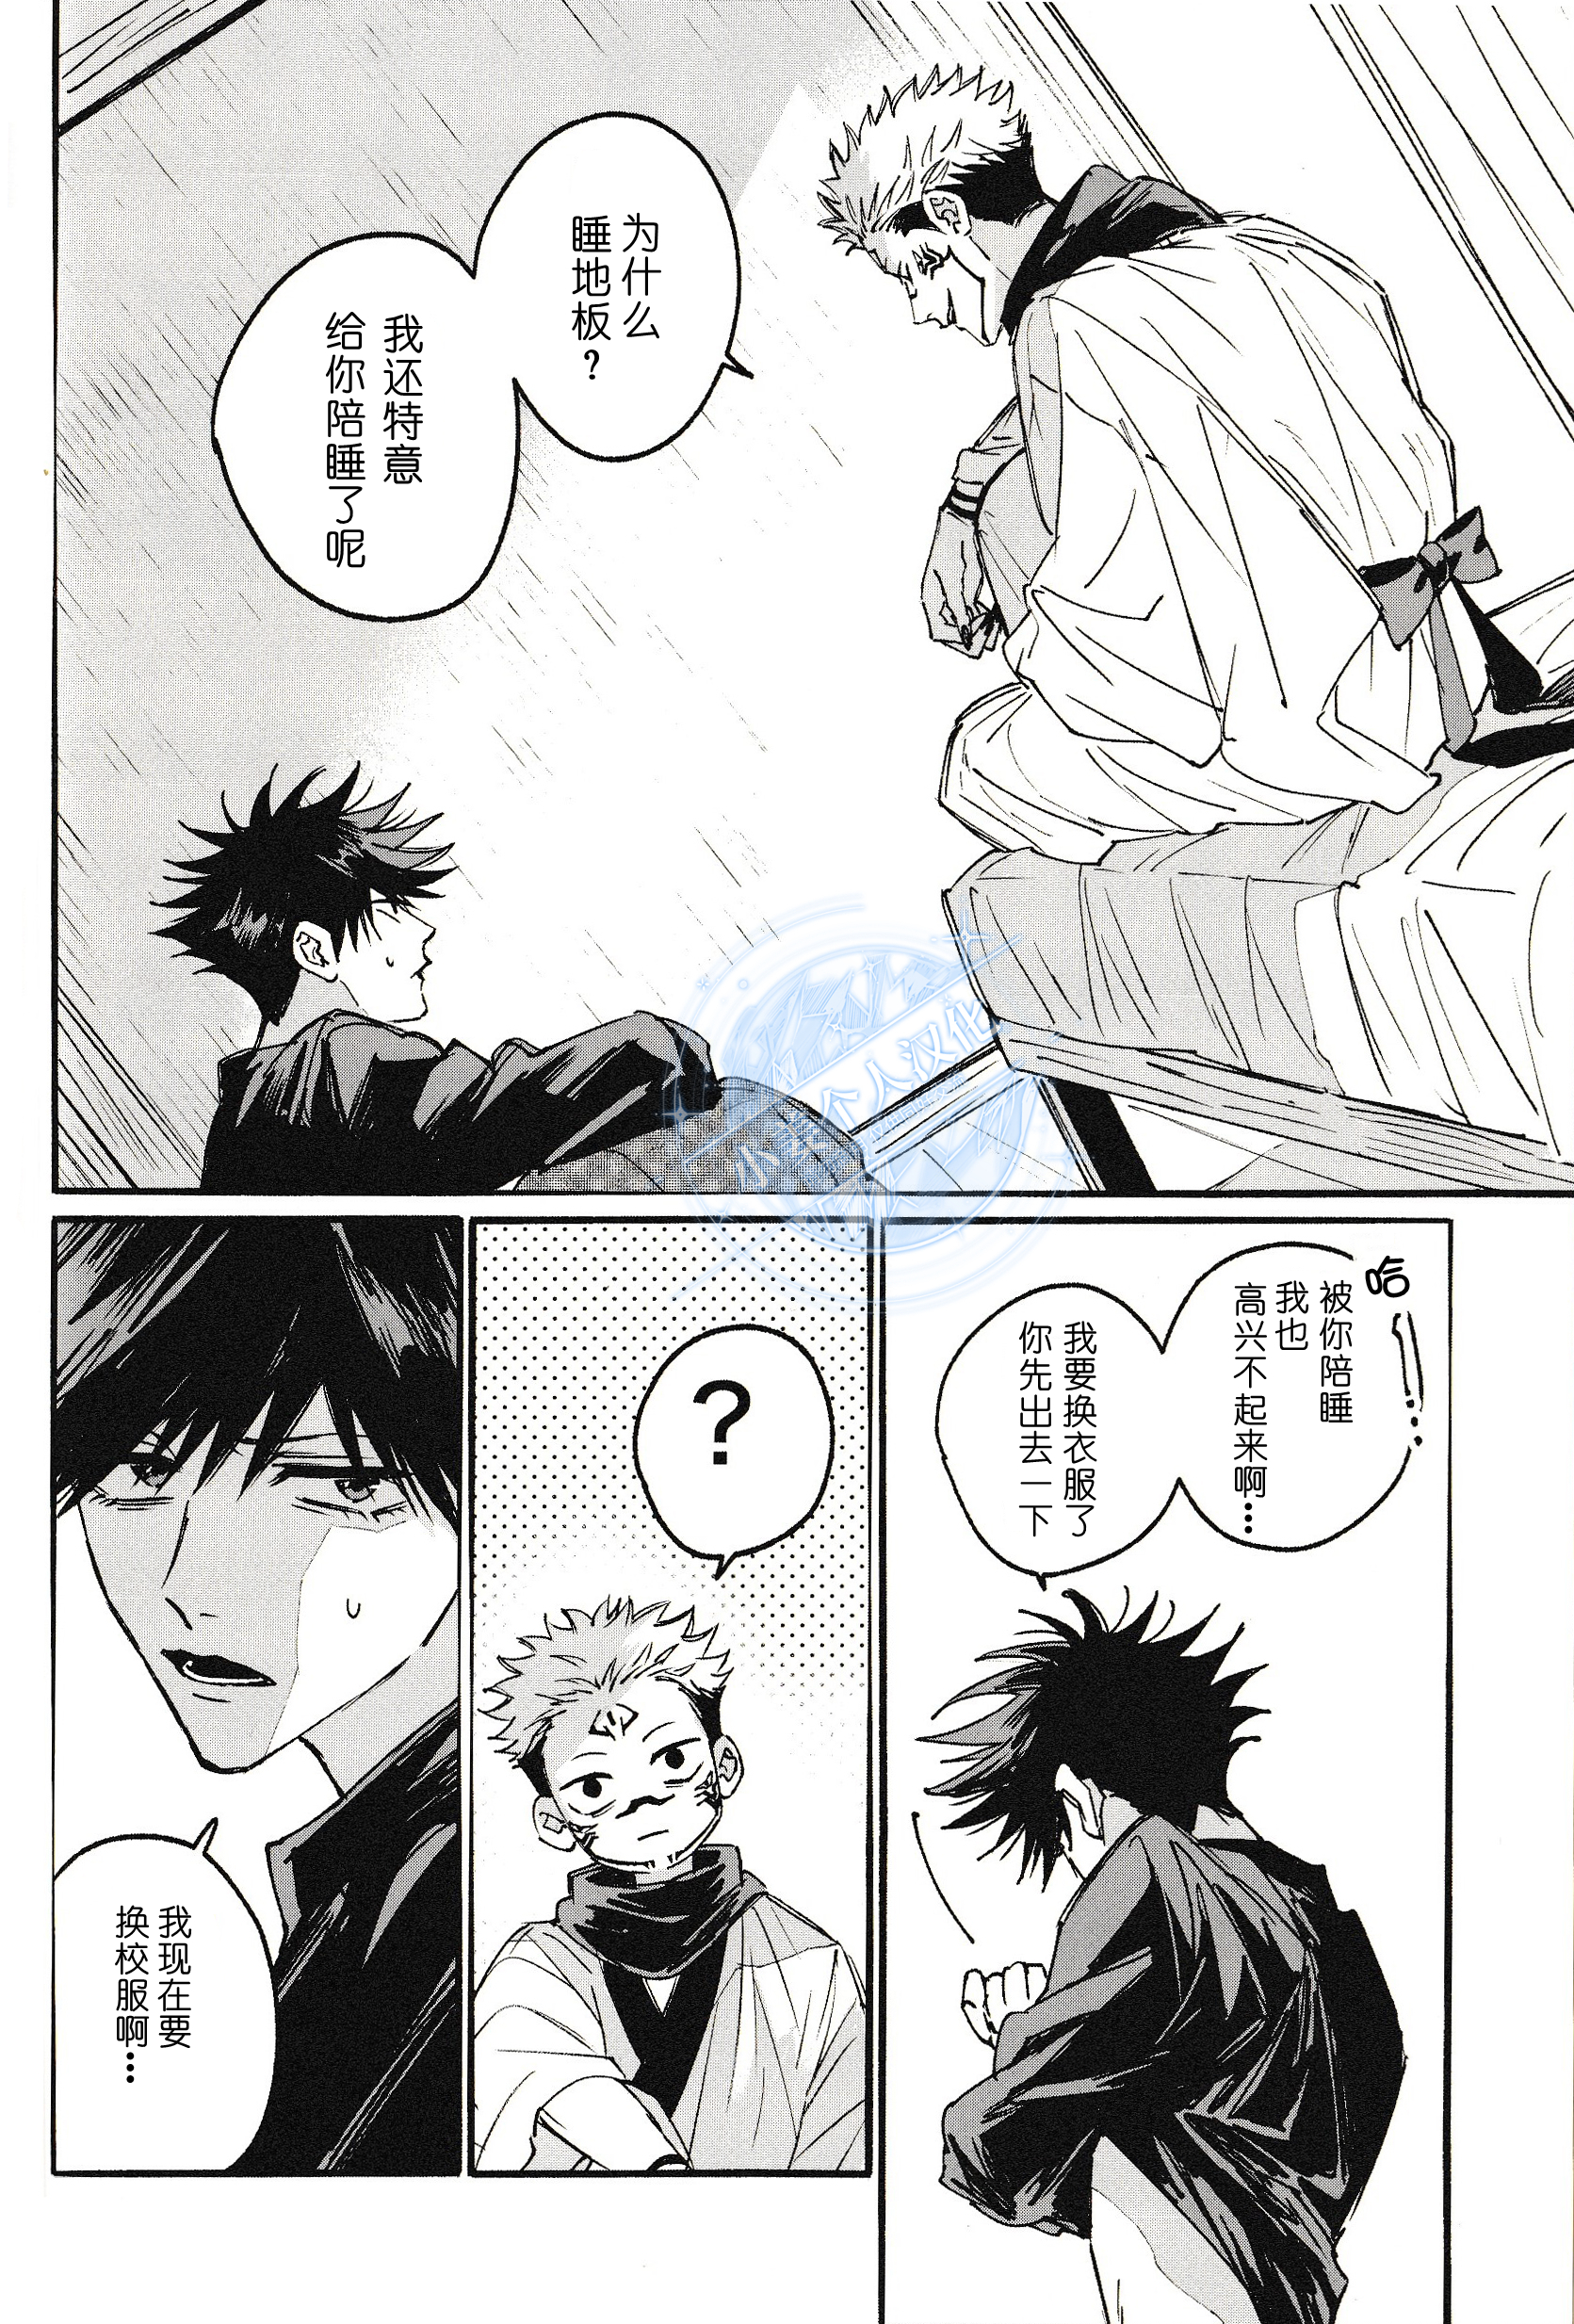 为什么
睡地板？
我还特意
给你陪睡了呢
哈…
被你陪睡
我也
高兴不起来啊…
我要换衣服了
你先出去一下
？
我现在要
换校服啊…